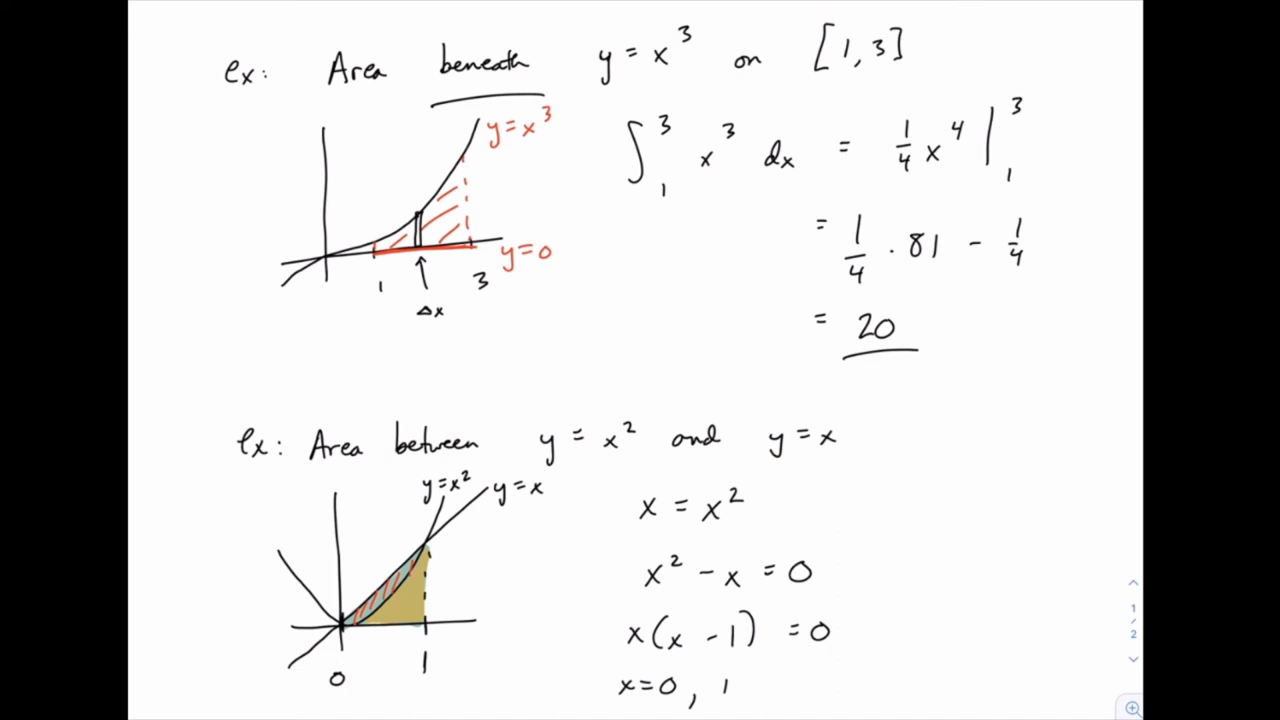 ex: Area beneath y = x³ on [1, 3]
y = x³
y = 0
1
3
Δx
∫₁³ x³ dx = 1/4 x⁴ |₁³
= 1/4 · 81 - 1/4
= 20
ex: Area between y = x² and y = x
y = x²
y = x
0
1
x = x²
x² - x = 0
x(x - 1) = 0
x = 0, 1
1
/
2